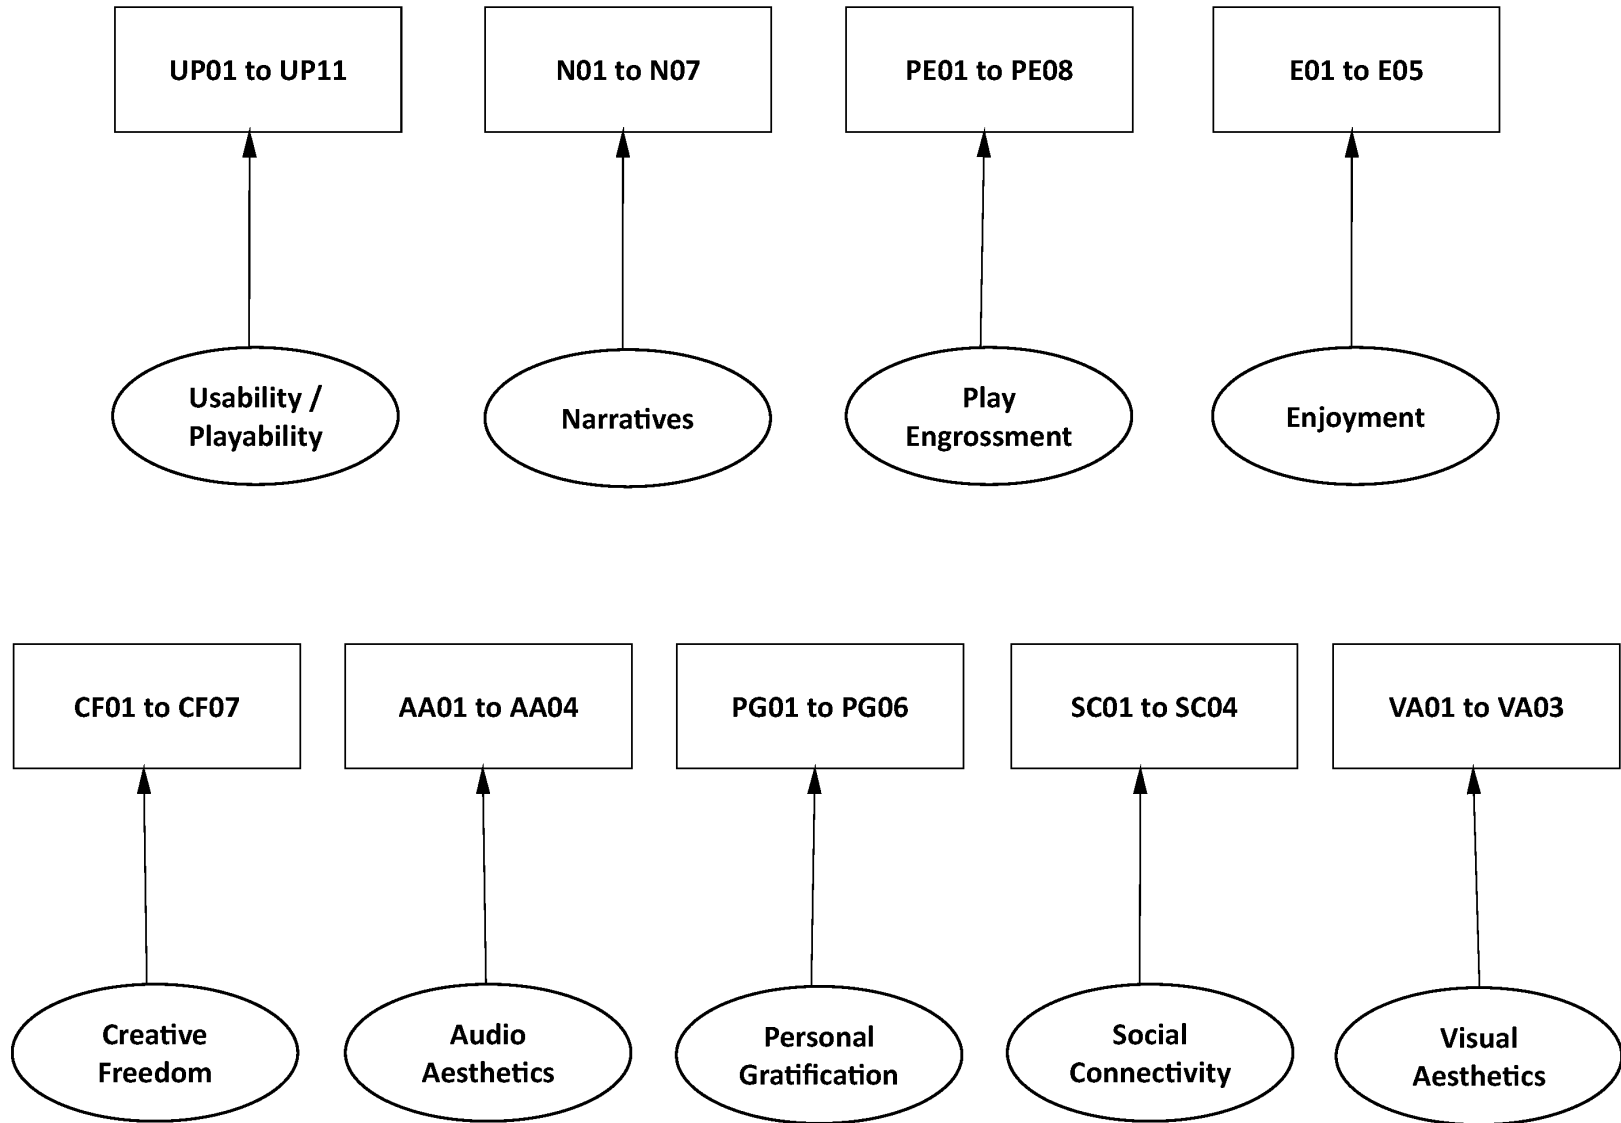 UP01 to UP11
N01 to N07
PE01 to PE08
E01 to E05
Usability /
Playability
Narratives
Play
Engrossment
Enjoyment
CF01 to CF07
AA01 to AA04
PG01 to PG06
SC01 to SC04
VA01 to VA03
Creative
Freedom
Audio
Aesthetics
Personal
Gratification
Social
Connectivity
Visual
Aesthetics